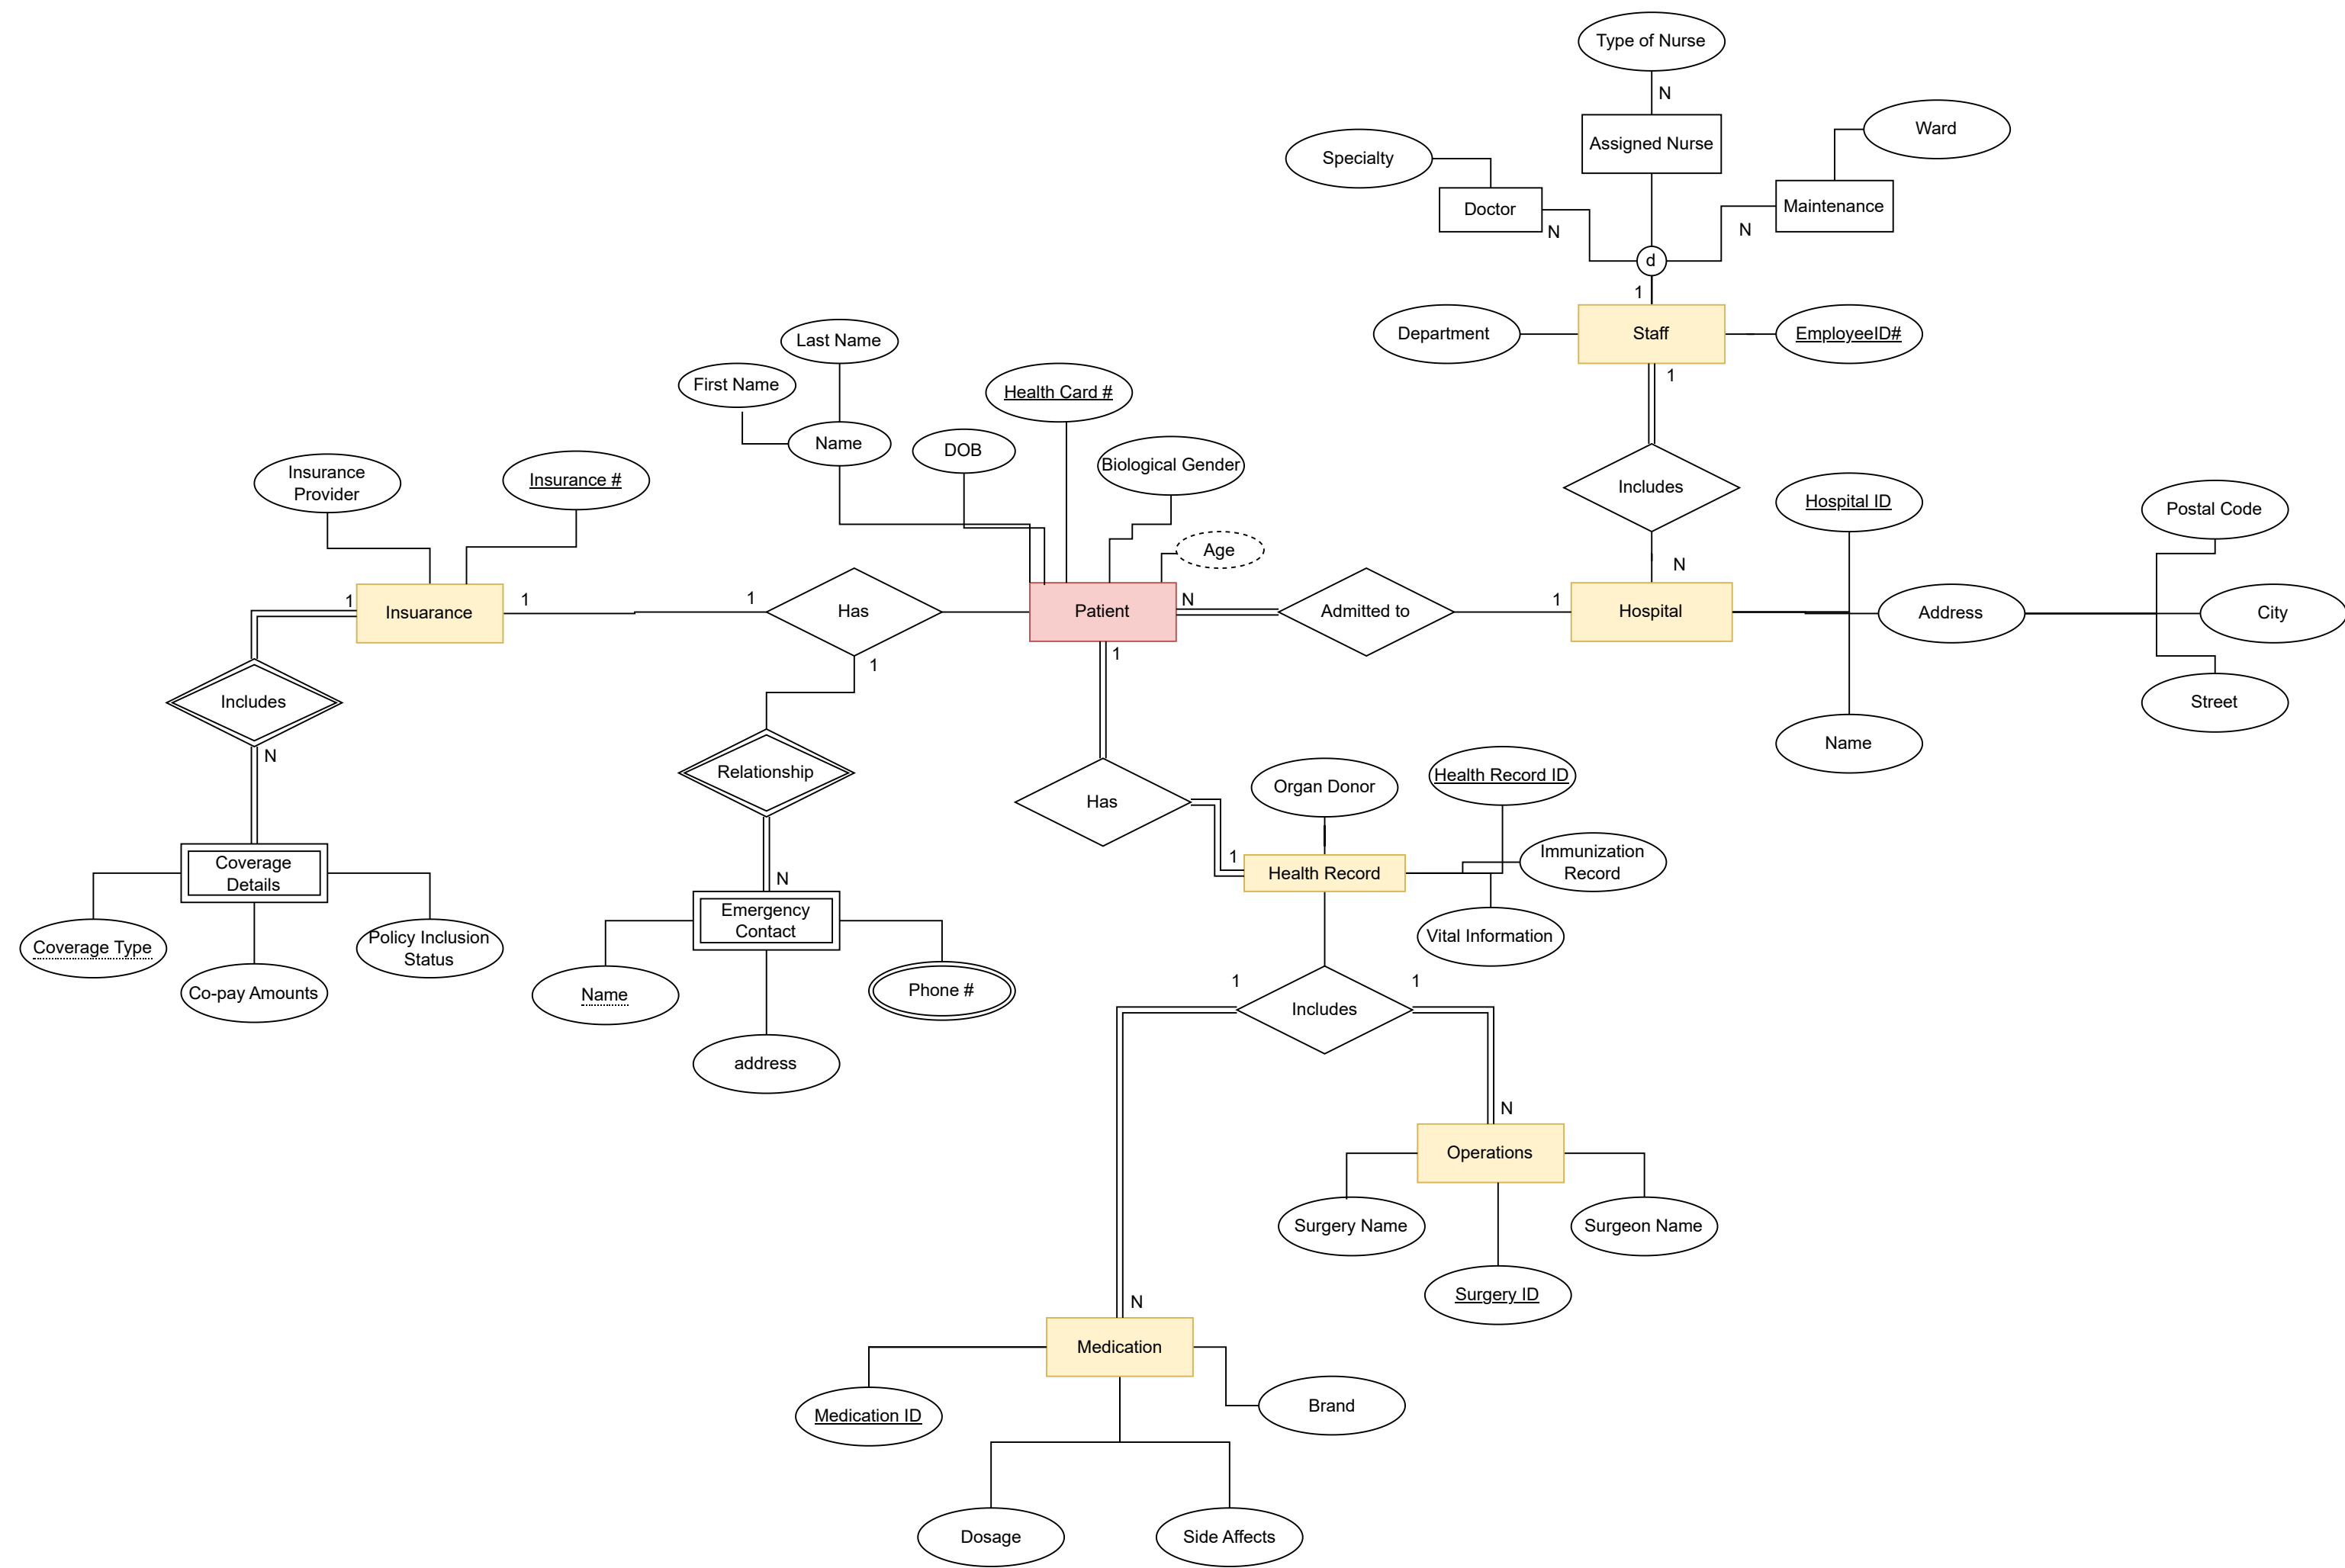 Type of Nurse
N
Ward
Assigned Nurse
Specialty
Maintenance
Doctor
N
N
d
1
Department
Staff
EmployeeID#
1
Last Name
First Name
Health Card #
Name
DOB
Biological Gender
Insurance
Provider
Insurance #
Includes
Hospital ID
Postal Code
Age
N
1
Insuarance
1
1
Has
Patient
N
Admitted to
1
Hospital
Address
City
1
1
Includes
N
Street
Name
Relationship
Has
Organ Donor
Health Record ID
1
Immunization
Record
Health Record
Coverage
Details
N
Emergency
Contact
Vital Information
Coverage Type
Policy Inclusion
Status
Co-pay Amounts
Name
Phone #
address
1
Includes
1
N
Operations
Surgery Name
Surgeon Name
Surgery ID
N
Medication
Medication ID
Brand
Dosage
Side Affects